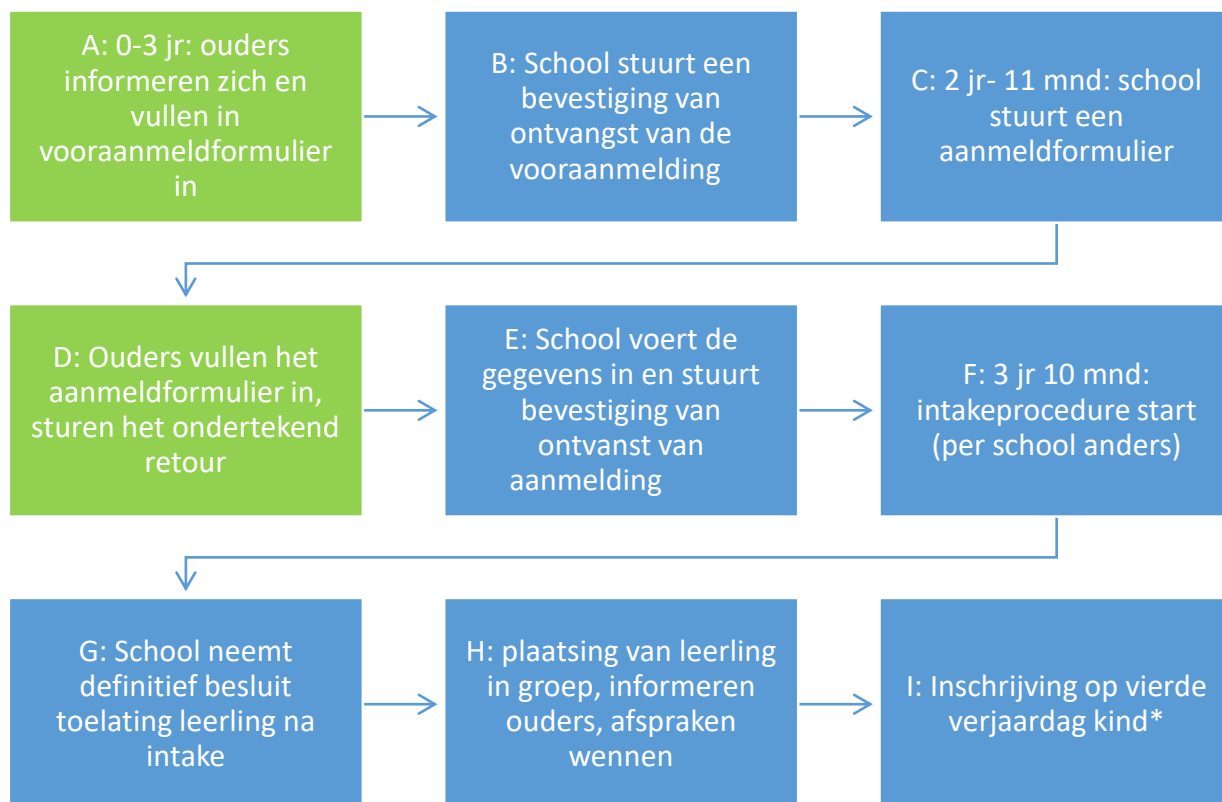 A: 0-3 jr: ouders
informeren zich en
vullen in
vooraanmeldformulier
in
B: School stuurt een
bevestiging van
ontvangst van de
vooraanmelding
C: 2 jr- 11 mnd: school
stuurt een
aanmeldformulier
D: Ouders vullen het
aanmeldformulier in,
sturen het ondertekend
retour
E: School voert de
gegevens in en stuurt
bevestiging van
ontvanst van
aanmelding
F: 3 jr 10 mnd:
intakeprocedure start
(per school anders)
G: School neemt
definitief besluit
toelating leerling na
intake
H: plaatsing van leerling
in groep, informeren
ouders, afspraken
wennen
I: Inschrijving op vierde
verjaardag kind*